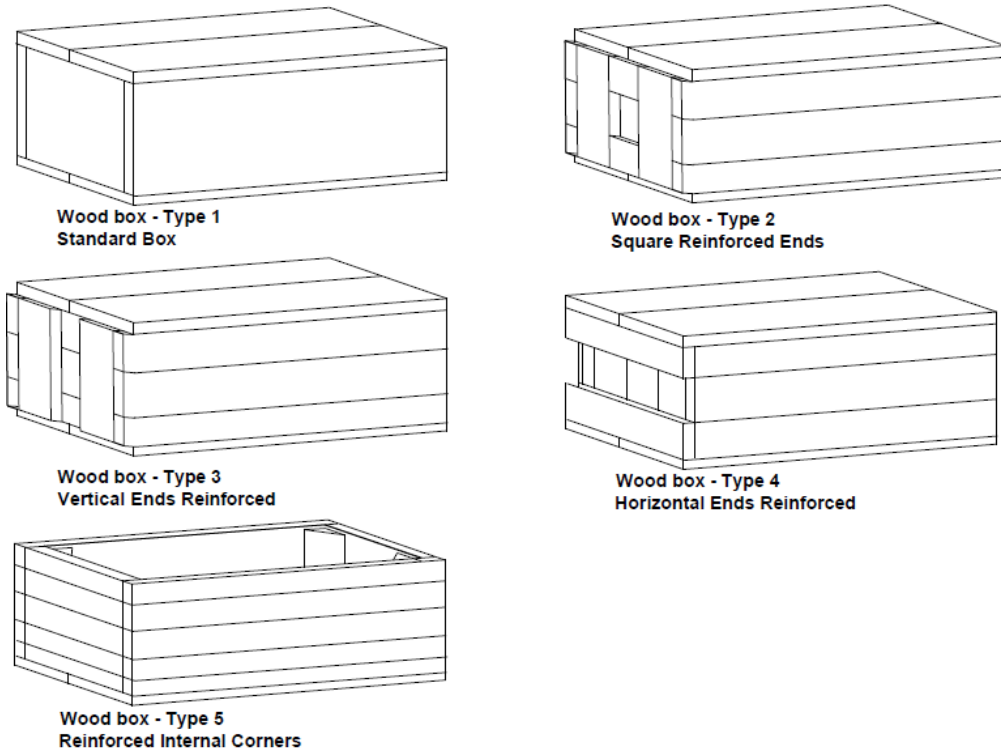 Wood box - Type 1
Standard Box
Wood box - Type 2
Square Reinforced Ends
Wood box - Type 3
Vertical Ends Reinforced
Wood box - Type 4
Horizontal Ends Reinforced
Wood box - Type 5
Reinforced Internal Corners